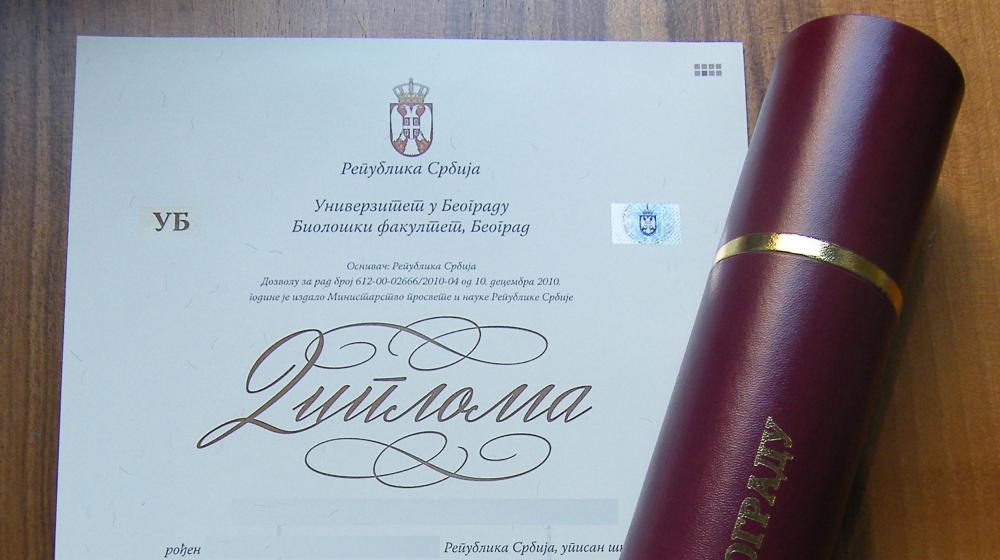 Република Србија
УБ
Универзитет у Београду
Биолошки факултет, Београд
Оснивач: Република Србија
Дозволу за рад број 612-00-02666/2010-04 од 10. децембра 2010.
године је издало Министарство просвете и науке Републике Србије
Диплома
рођен
Република Србија, уписан
ОГРАДУ